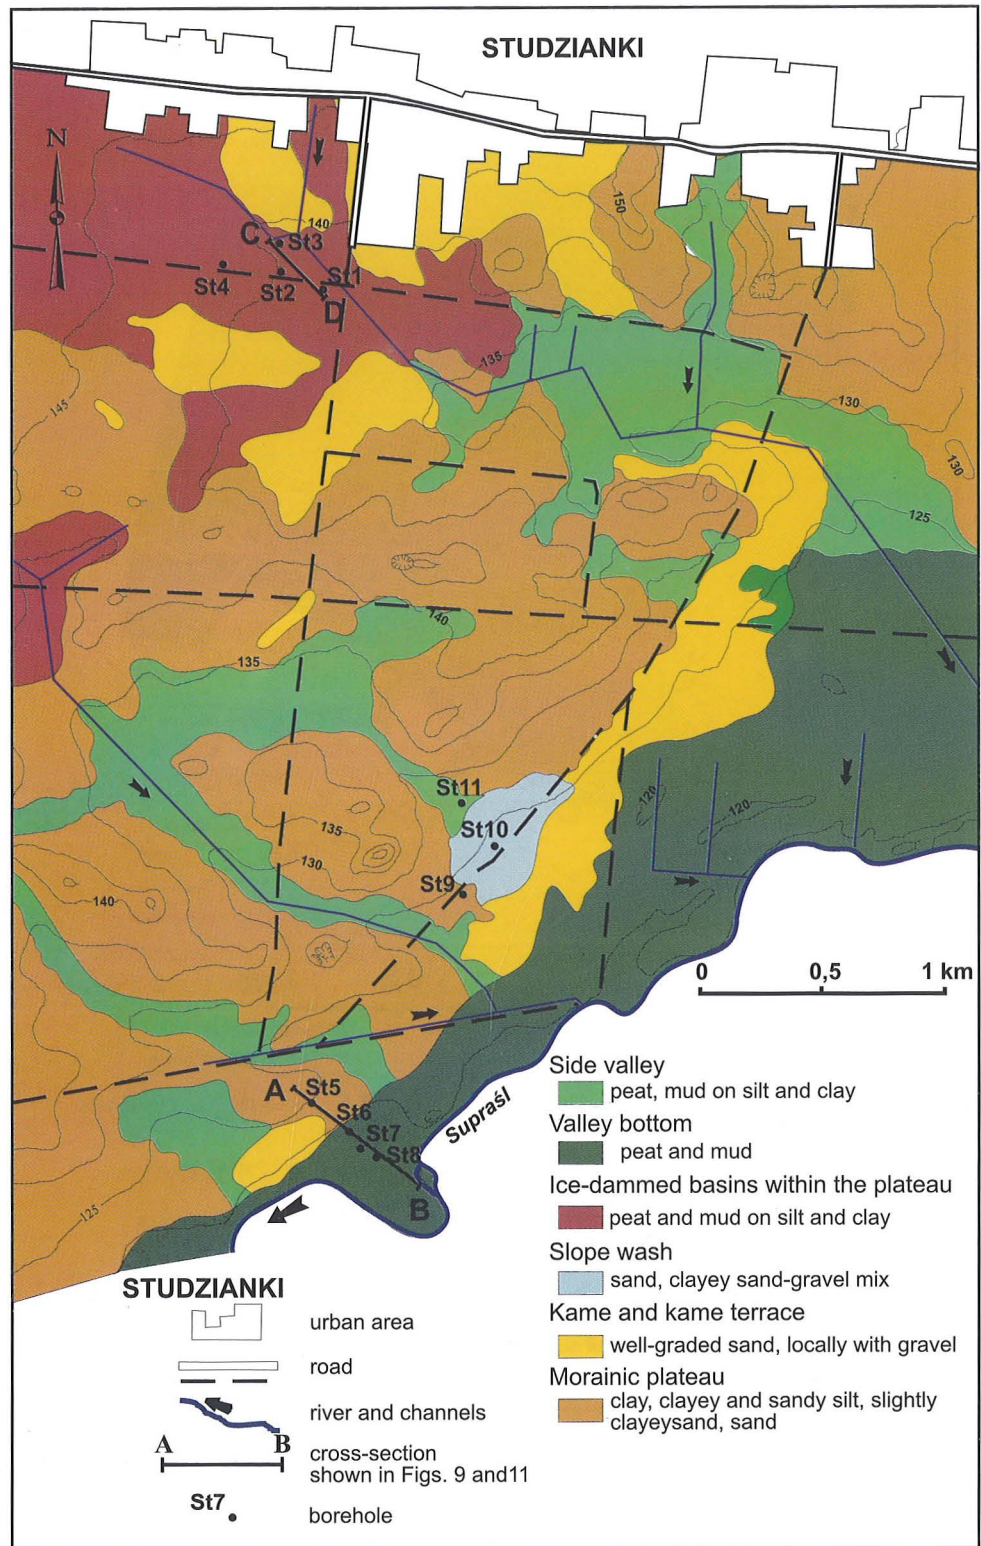 STUDZIANKI
N
150
140
C
St3
St1
St4
St2
D
135
130
145
130
125
140
135
St11
120
120
St10
135
130
St9
140
0 0,5 1 km
A
St5
St6
St7
St8
B
Supraśl
125
Side valley
peat, mud on silt and clay
Valley bottom
peat and mud
Ice-dammed basins within the plateau
peat and mud on silt and clay
Slope wash
sand, clayey sand-gravel mix
Kame and kame terrace
well-graded sand, locally with gravel
Morainic plateau
clay, clayey and sandy silt, slightly
clayeysand, sand
STUDZIANKI
urban area
road
river and channels
A B
cross-section
shown in Figs. 9 and11
St7
borehole